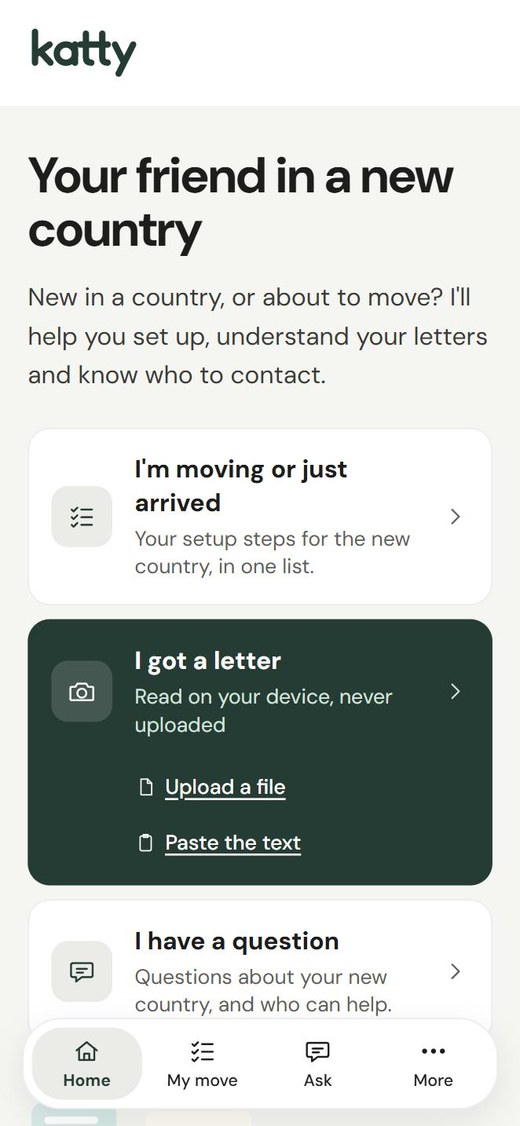 katty
Your friend in a new
country
New in a country, or about to move? I'll
help you set up, understand your letters
and know who to contact.
I'm moving or just
arrived
Your setup steps for the new
country, in one list.
I got a letter
Read on your device, never
uploaded
Upload a file
Paste the text
I have a question
Questions about your new
country, and who can help.
Home
My move
Ask
More